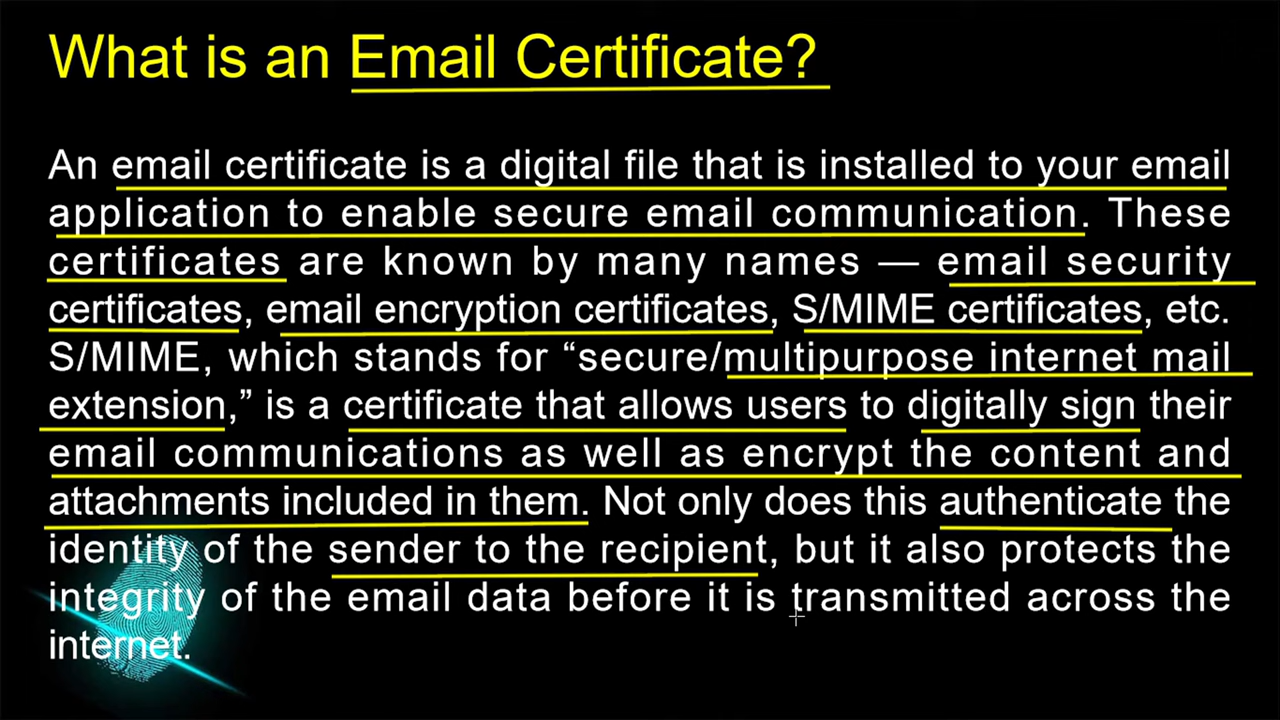 What is an Email Certificate?
An email certificate is a digital file that is installed to your email
application to enable secure email communication. These
certificates are known by many names — email security
certificates, email encryption certificates, S/MIME certificates, etc.
S/MIME, which stands for “secure/multipurpose internet mail
extension,” is a certificate that allows users to digitally sign their
email communications as well as encrypt the content and
attachments included in them. Not only does this authenticate the
identity of the sender to the recipient, but it also protects the
integrity of the email data before it is transmitted across the
internet.